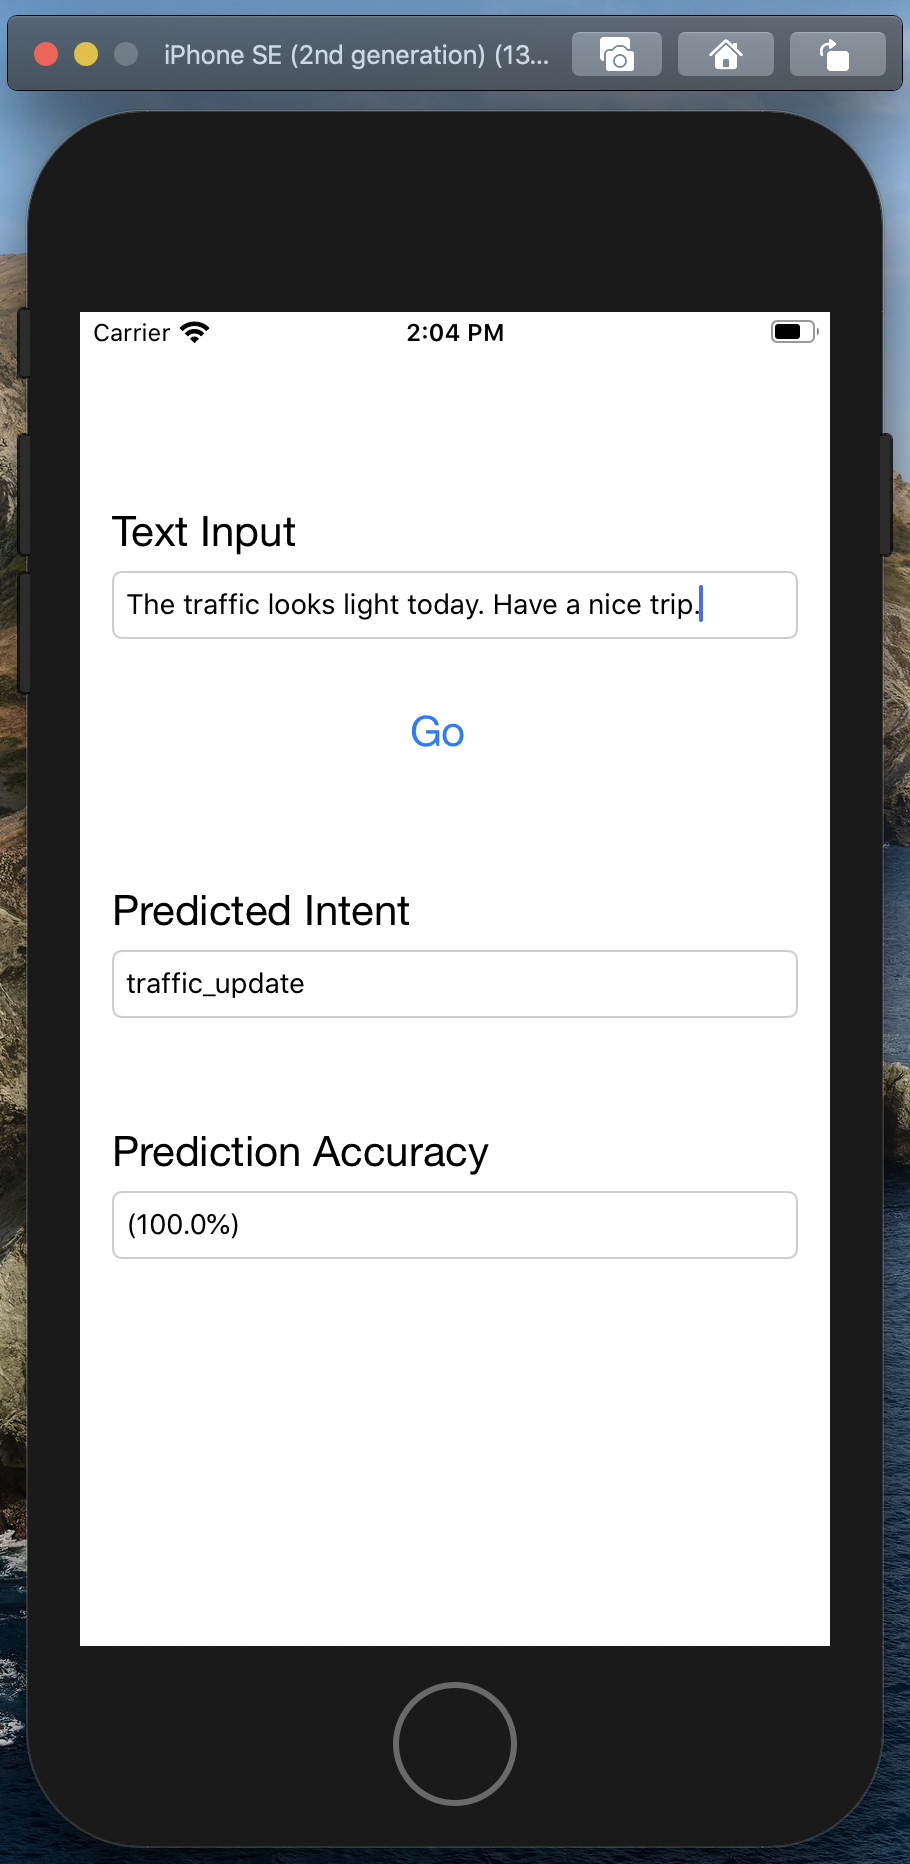 iPhone SE (2nd generation) (13...
Carrier 2:04 PM
Text Input
The traffic looks light today. Have a nice trip.
Go
Predicted Intent
traffic_update
Prediction Accuracy
(100.0%)